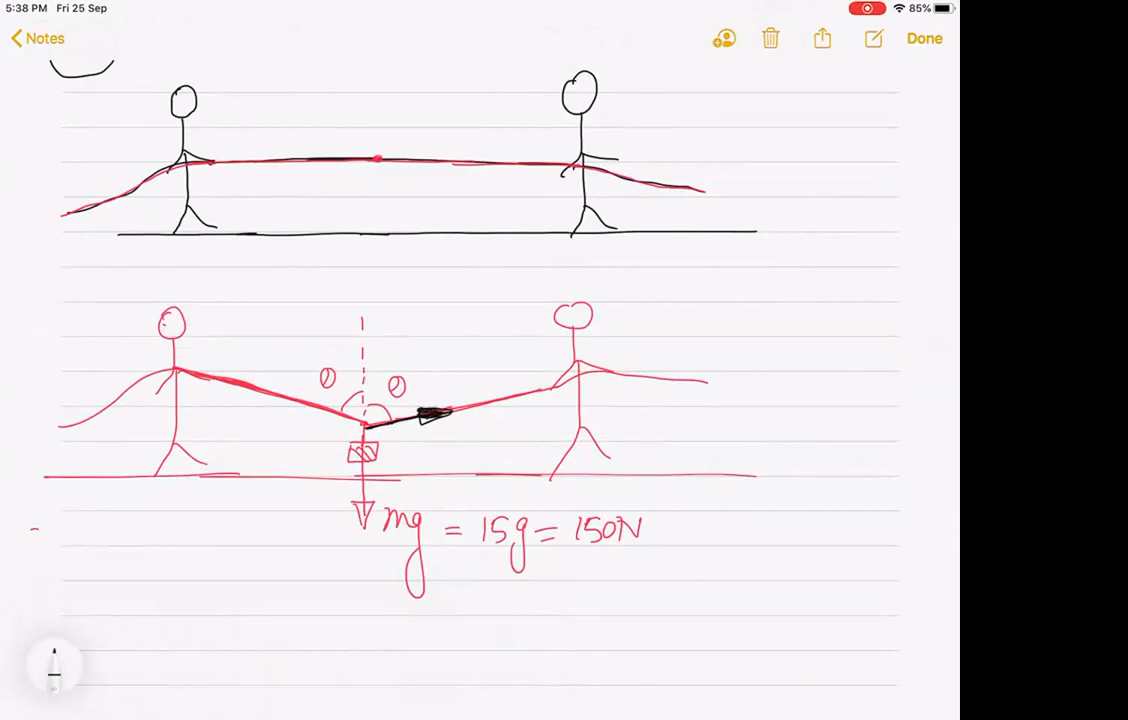 5:38 PM Fri 25 Sep
85%
Notes
Done
θ θ
mg = 15g = 150N